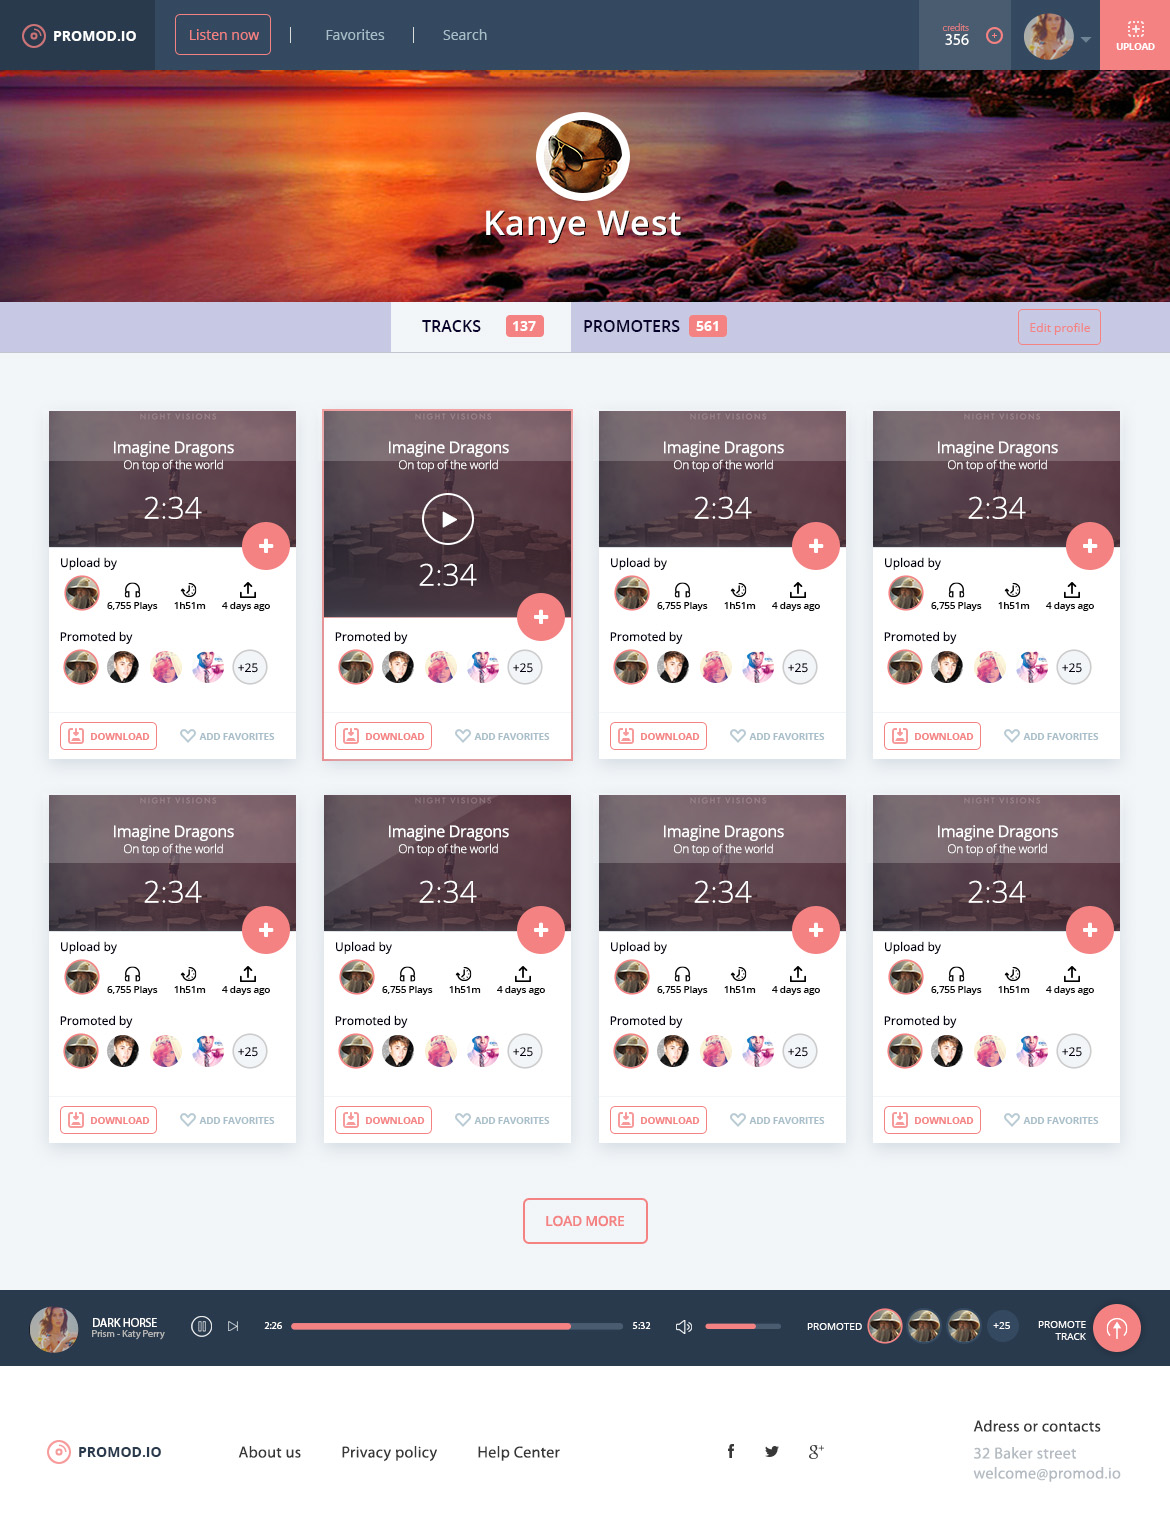 PROMOD.IO
Listen now
Favorites
Search
credits
356
UPLOAD
Kanye West
TRACKS 137
PROMOTERS 561
Edit profile
NIGHT VISIONS
Imagine Dragons
On top of the world
2:34
Upload by
6,755 Plays 1h51m 4 days ago
Promoted by
+25
DOWNLOAD ADD FAVORITES
NIGHT VISIONS
Imagine Dragons
On top of the world
2:34
Promoted by
+25
DOWNLOAD ADD FAVORITES
NIGHT VISIONS
Imagine Dragons
On top of the world
2:34
Upload by
6,755 Plays 1h51m 4 days ago
Promoted by
+25
DOWNLOAD ADD FAVORITES
NIGHT VISIONS
Imagine Dragons
On top of the world
2:34
Upload by
6,755 Plays 1h51m 4 days ago
Promoted by
+25
DOWNLOAD ADD FAVORITES
NIGHT VISIONS
Imagine Dragons
On top of the world
2:34
Upload by
6,755 Plays 1h51m 4 days ago
Promoted by
+25
DOWNLOAD ADD FAVORITES
NIGHT VISIONS
Imagine Dragons
On top of the world
2:34
Upload by
6,755 Plays 1h51m 4 days ago
Promoted by
+25
DOWNLOAD ADD FAVORITES
NIGHT VISIONS
Imagine Dragons
On top of the world
2:34
Upload by
6,755 Plays 1h51m 4 days ago
Promoted by
+25
DOWNLOAD ADD FAVORITES
NIGHT VISIONS
Imagine Dragons
On top of the world
2:34
Upload by
6,755 Plays 1h51m 4 days ago
Promoted by
+25
DOWNLOAD ADD FAVORITES
LOAD MORE
DARK HORSE
Prism - Katy Perry
2:26
5:32
PROMOTED
+25
PROMOTE
TRACK
PROMOD.IO
About us
Privacy policy
Help Center
f
g+
Adress or contacts
32 Baker street
welcome@promod.io